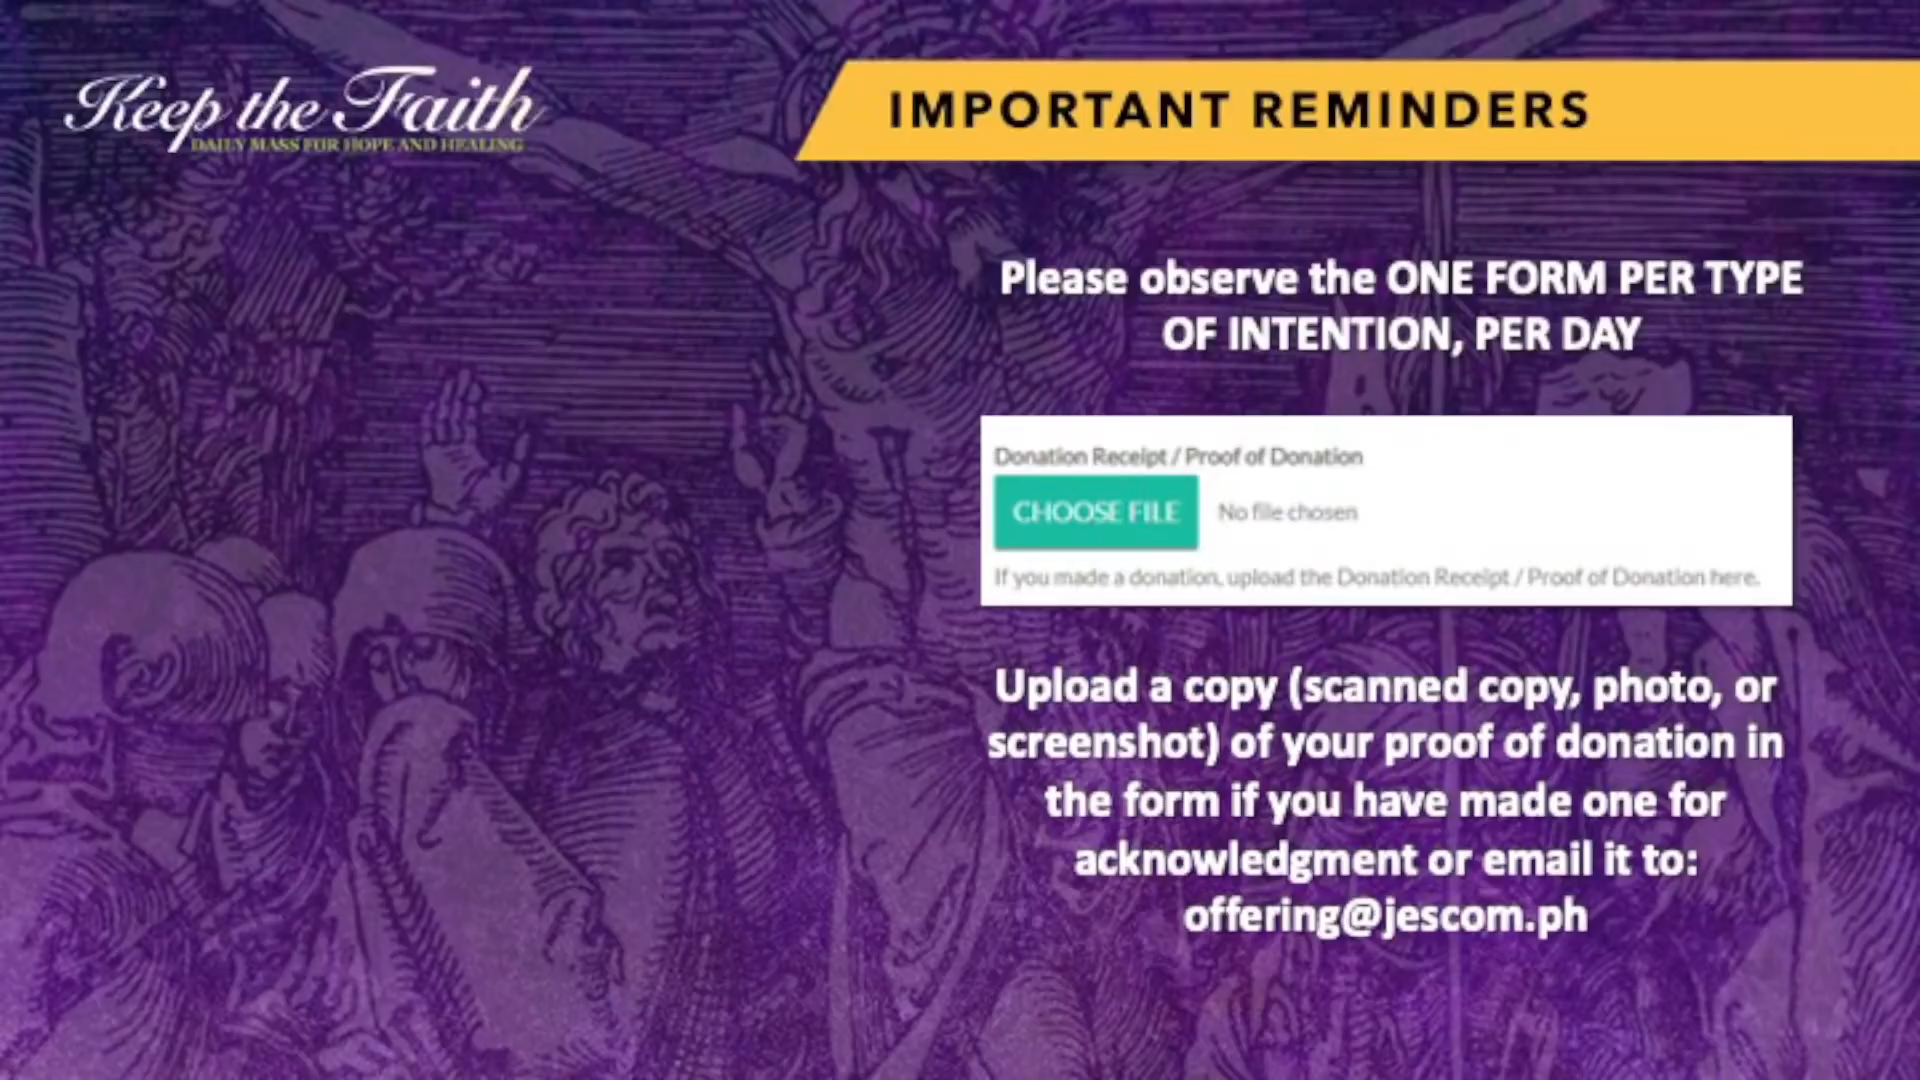 Keep the Faith
DAILY MASS FOR HOPE AND HEALING
IMPORTANT REMINDERS
Please observe the ONE FORM PER TYPE
OF INTENTION, PER DAY
Donation Receipt / Proof of Donation
CHOOSE FILE No file chosen
If you made a donation, upload the Donation Receipt / Proof of Donation here.
Upload a copy (scanned copy, photo, or
screenshot) of your proof of donation in
the form if you have made one for
acknowledgment or email it to:
offering@jescom.ph